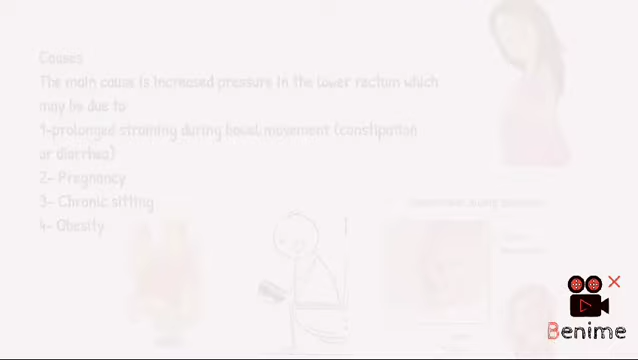 Causes
The main cause is increased pressure in the lower rectum which
may be due to
1-prolonged straining during bowel movement (constipation
or diarrhea)
2- Pregnancy
3- Chronic sitting
4- Obesity
Benime